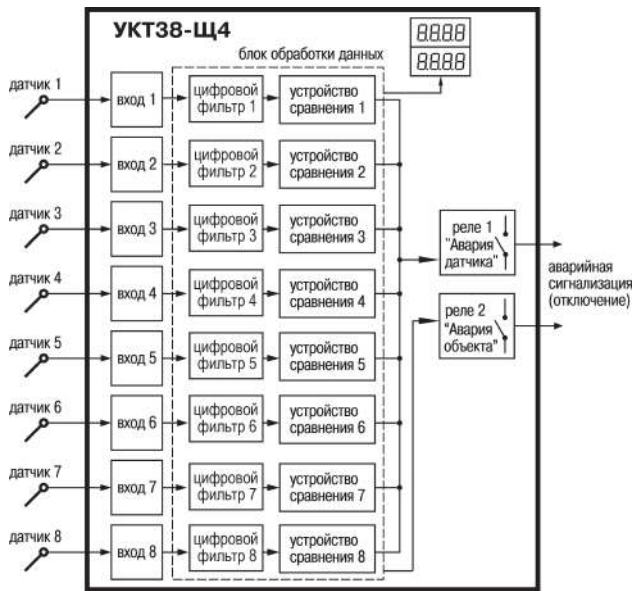 УКТ38-Щ4
8.8.8.8
8.8.8.8
блок обработки данных
датчик 1
вход 1
цифровой
фильтр 1
устройство
сравнения 1
датчик 2
вход 2
цифровой
фильтр 2
устройство
сравнения 2
датчик 3
вход 3
цифровой
фильтр 3
устройство
сравнения 3
реле 1
"Авария
датчика"
датчик 4
вход 4
цифровой
фильтр 4
устройство
сравнения 4
аварийная
сигнализация
(отключение)
реле 2
"Авария
объекта"
датчик 5
вход 5
цифровой
фильтр 5
устройство
сравнения 5
датчик 6
вход 6
цифровой
фильтр 6
устройство
сравнения 6
датчик 7
вход 7
цифровой
фильтр 7
устройство
сравнения 7
датчик 8
вход 8
цифровой
фильтр 8
устройство
сравнения 8